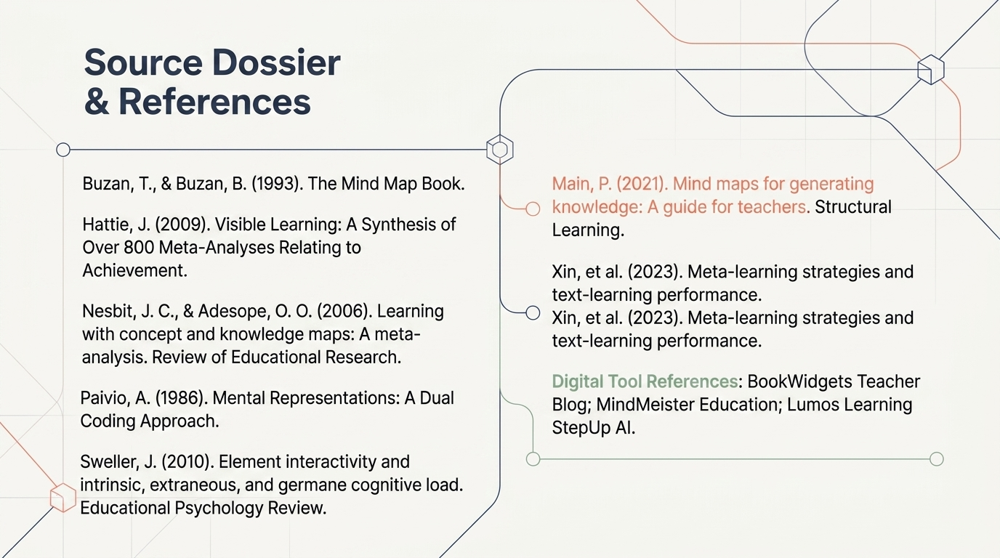 Source Dossier
& References
Buzan, T., & Buzan, B. (1993). The Mind Map Book.
Hattie, J. (2009). Visible Learning: A Synthesis of
Over 800 Meta-Analyses Relating to
Achievement.
Nesbit, J. C., & Adesope, O. O. (2006). Learning
with concept and knowledge maps: A meta-
analysis. Review of Educational Research.
Paivio, A. (1986). Mental Representations: A Dual
Coding Approach.
Sweller, J. (2010). Element interactivity and
intrinsic, extraneous, and germane cognitive load.
Educational Psychology Review.
Main, P. (2021). Mind maps for generating
knowledge: A guide for teachers. Structural
Learning.
Xin, et al. (2023). Meta-learning strategies and
text-learning performance.
Xin, et al. (2023). Meta-learning strategies and
text-learning performance.
Digital Tool References: BookWidgets Teacher
Blog; MindMeister Education; Lumos Learning
StepUp AI.